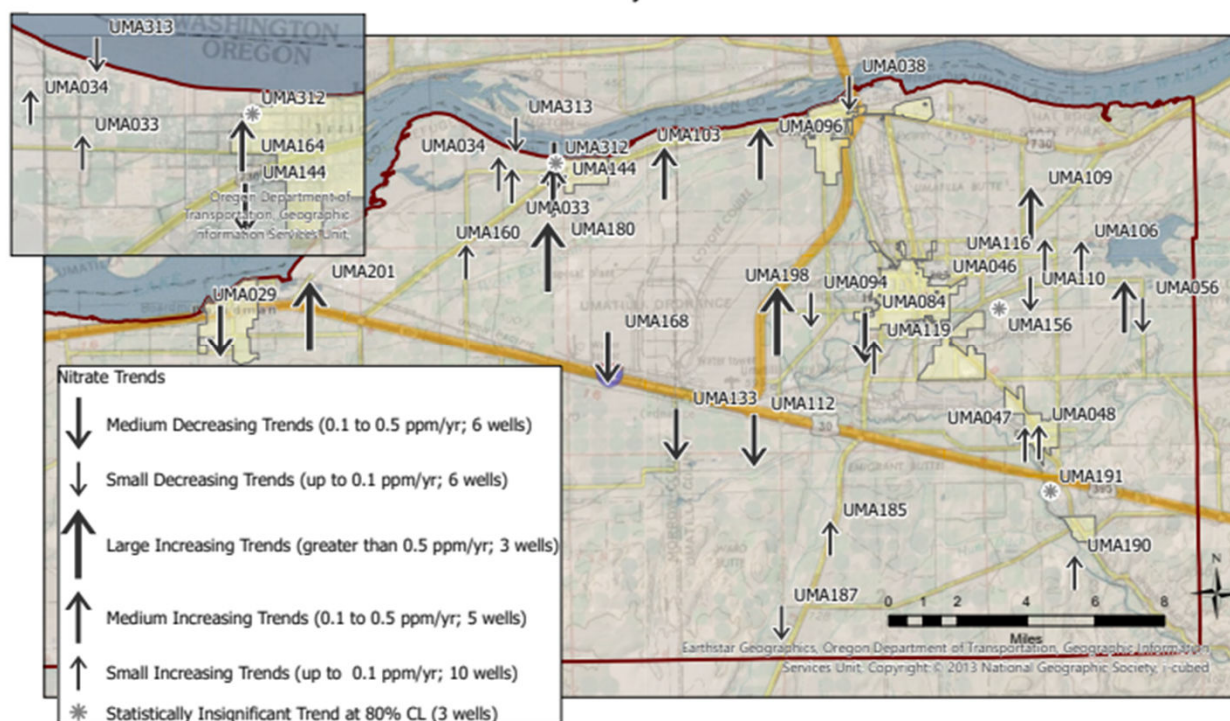 WASHINGTON
OREGON
UMA313
UMA034
UMA312
UMA033
UMA164
UMA144
Oregon Department of
Transportation, Geographic
Information Services Unit,
UMA038
UMA313
UMA103
UMA096
UMA034
UMA312
UMA144
730
UMA109
UMA033
UMA160
UMA180
UMA116
UMA106
UMA201
UMA198
UMA094
UMA046
UMA110
UMA056
UMA029
UMATILLA ORDNANCE
UMA084
UMA168
UMA119
UMA156
UMA133
UMA112
UMA047
UMA048
30
EMIGRANT BUTTE
UMA191
395
UMA185
UMA190
UMA187
N
0 1 2 4 6 8
Miles
Earthstar Geographics, Oregon Department of Transportation, Geographic Information
Services Unit, Copyright © 2013 National Geographic Society, i-cubed
Nitrate Trends
Medium Decreasing Trends (0.1 to 0.5 ppm/yr; 6 wells)
Small Decreasing Trends (up to 0.1 ppm/yr; 6 wells)
Large Increasing Trends (greater than 0.5 ppm/yr; 3 wells)
Medium Increasing Trends (0.1 to 0.5 ppm/yr; 5 wells)
Small Increasing Trends (up to 0.1 ppm/yr; 10 wells)
Statistically Insignificant Trend at 80% CL (3 wells)